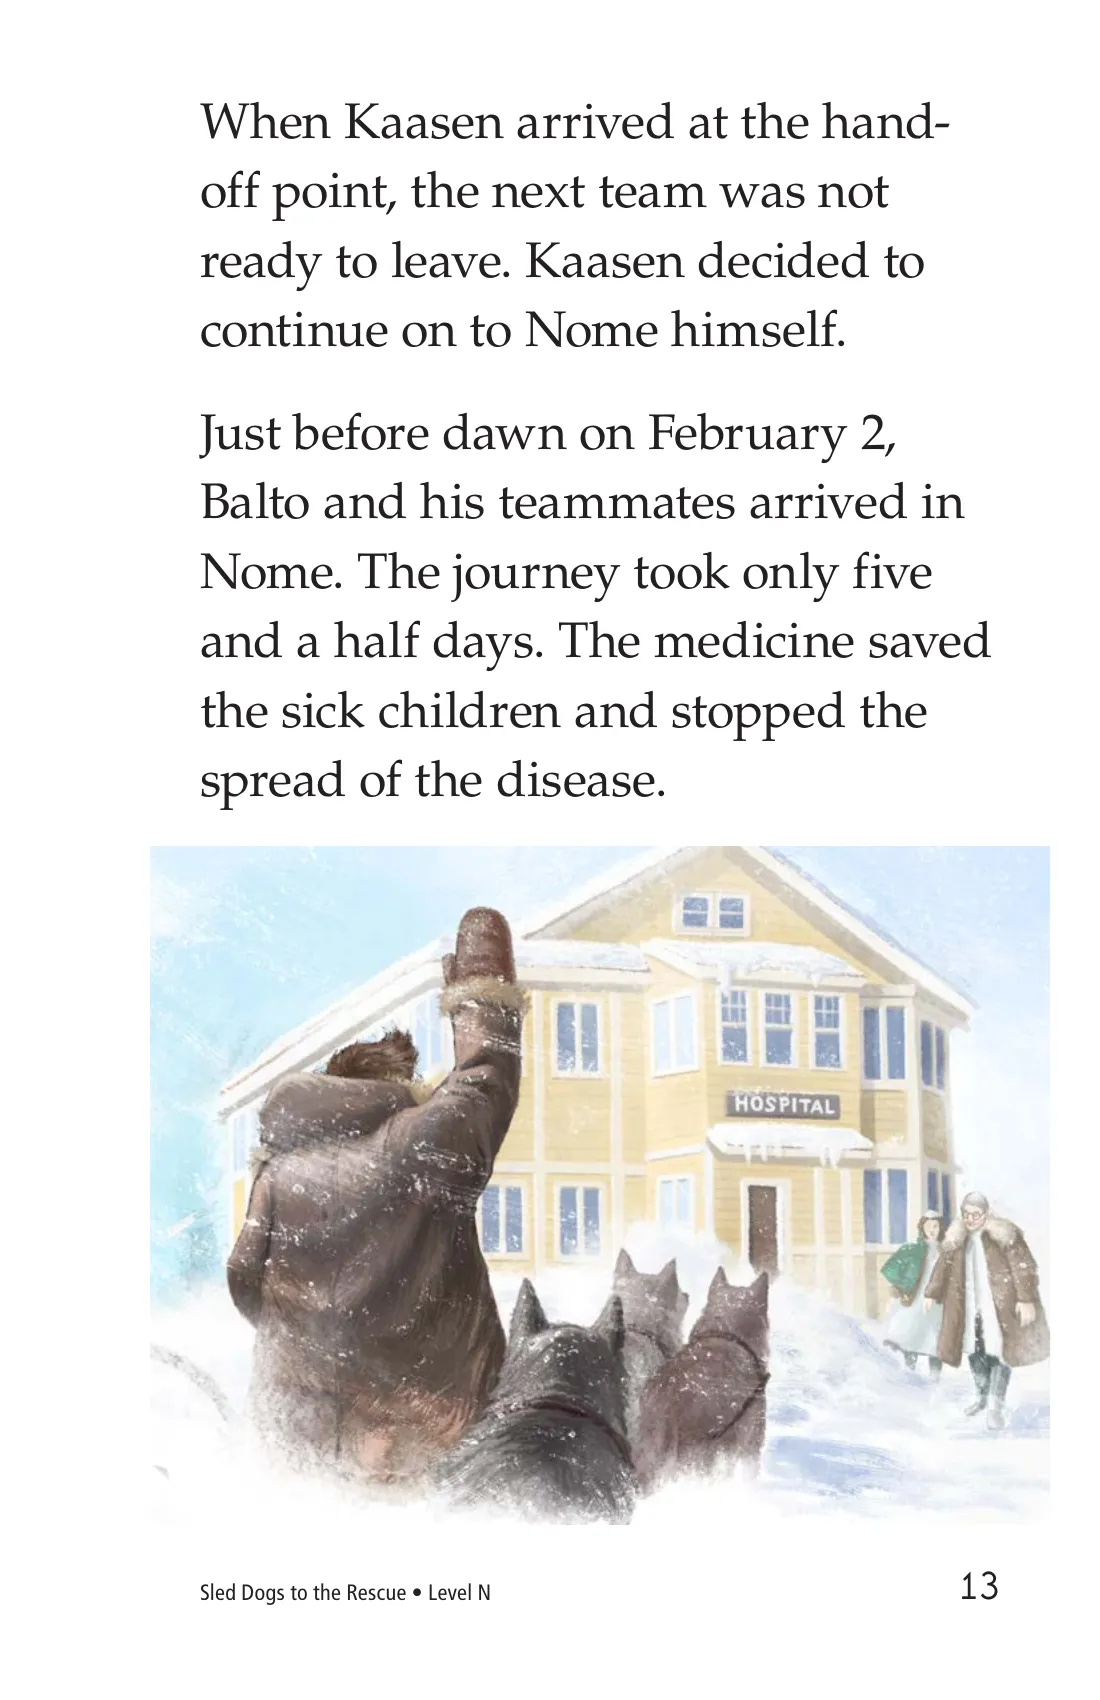 When Kaasen arrived at the hand-
off point, the next team was not
ready to leave. Kaasen decided to
continue on to Nome himself.
Just before dawn on February 2,
Balto and his teammates arrived in
Nome. The journey took only five
and a half days. The medicine saved
the sick children and stopped the
spread of the disease.
HOSPITAL
Sled Dogs to the Rescue • Level N
13